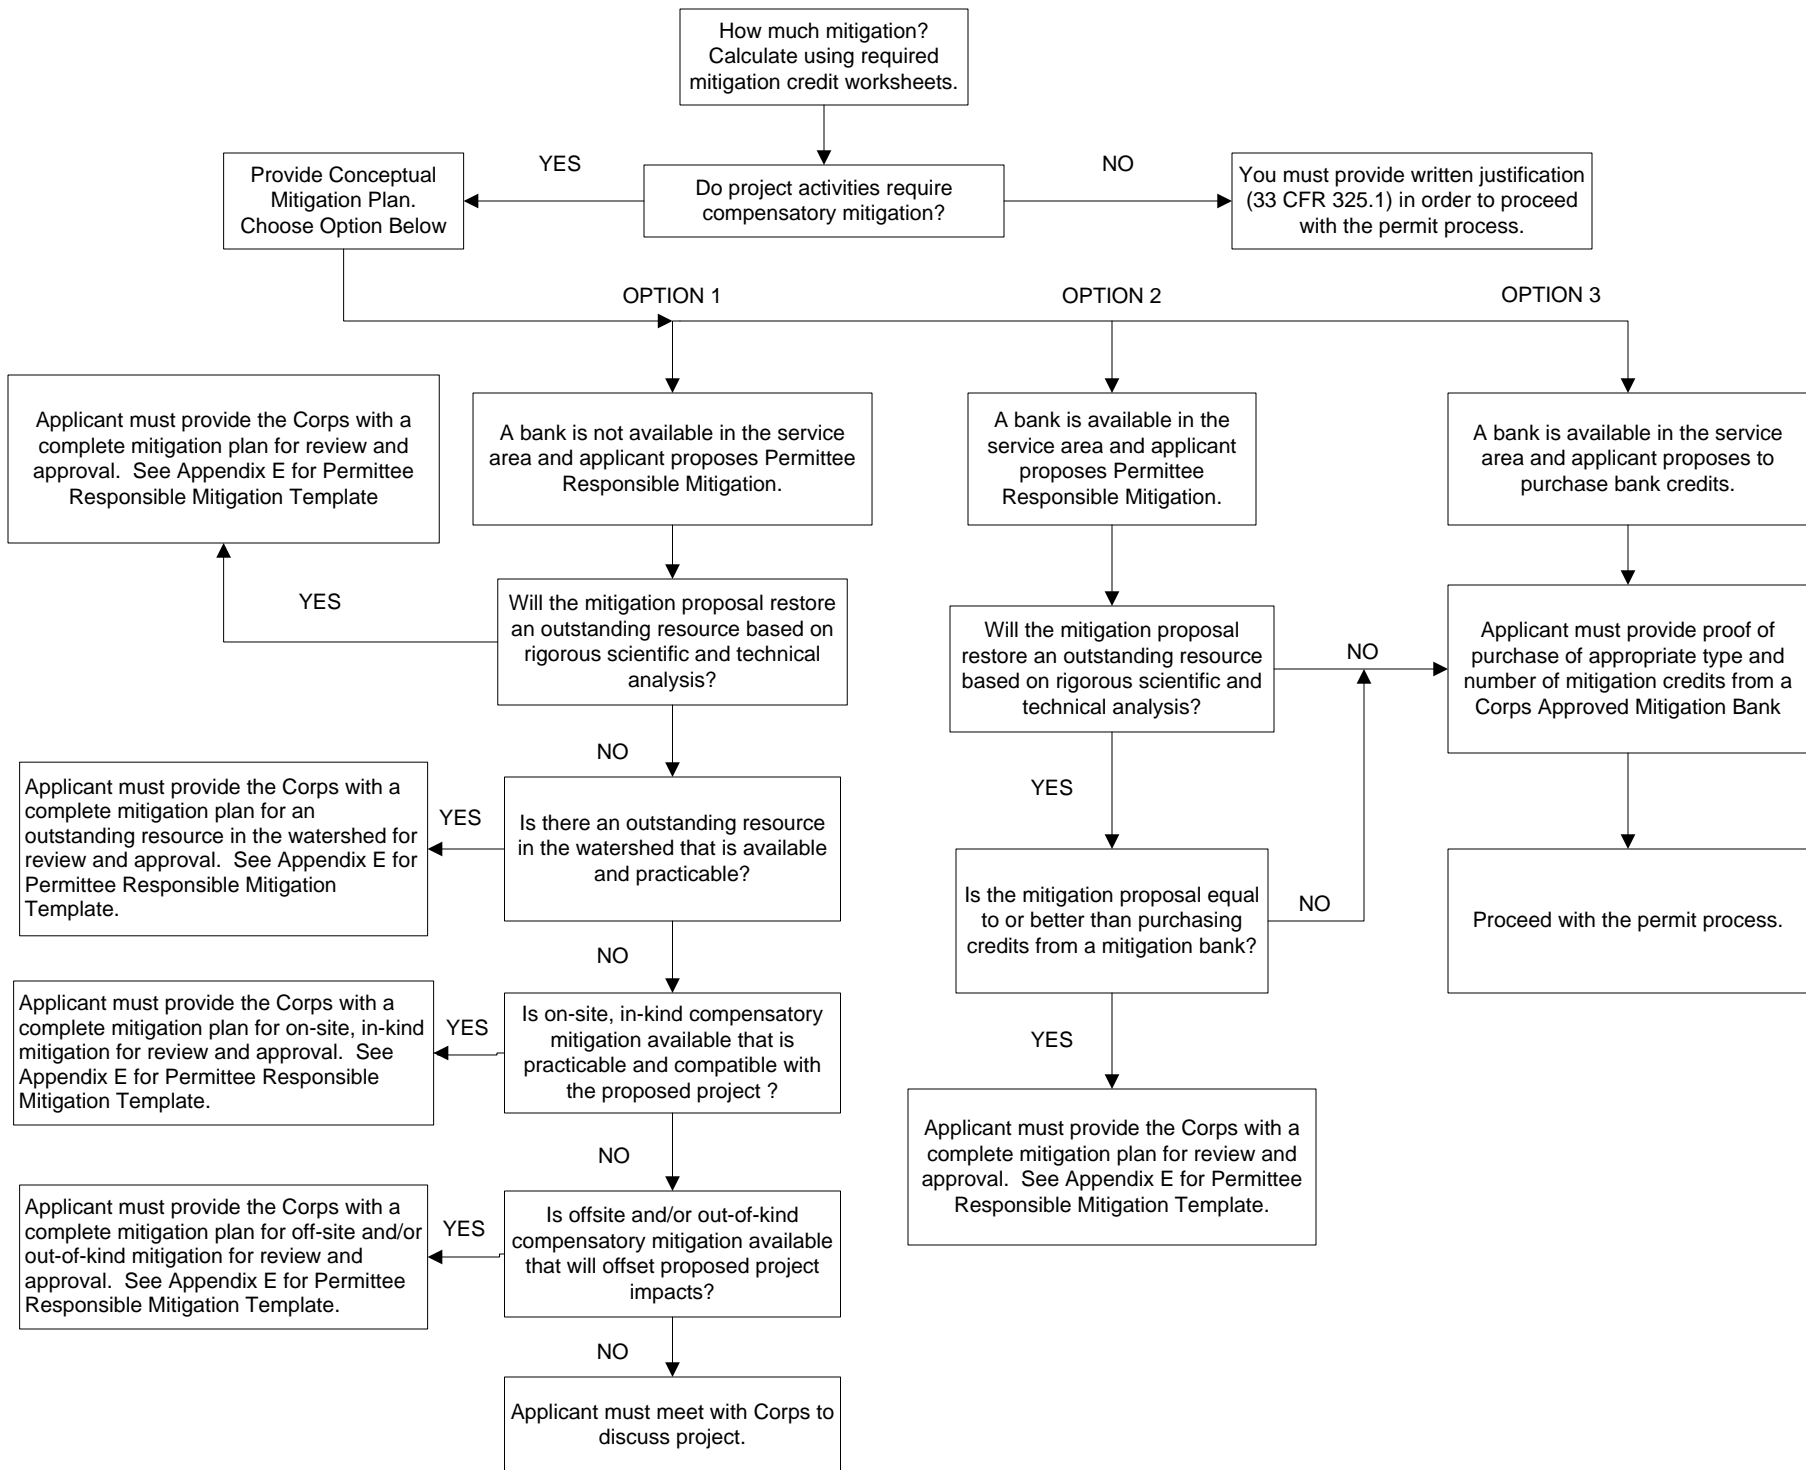 How much mitigation?
Calculate using required
mitigation credit worksheets.
YES
NO
Provide Conceptual
Mitigation Plan.
Choose Option Below
Do project activities require
compensatory mitigation?
You must provide written justification
(33 CFR 325.1) in order to proceed
with the permit process.
OPTION 1
OPTION 2
OPTION 3
Applicant must provide the Corps with a
complete mitigation plan for review and
approval. See Appendix E for Permittee
Responsible Mitigation Template
A bank is not available in the service
area and applicant proposes Permittee
Responsible Mitigation.
A bank is available in the
service area and applicant
proposes Permittee
Responsible Mitigation.
A bank is available in the service
area and applicant proposes to
purchase bank credits.
YES
Will the mitigation proposal restore
an outstanding resource based on
rigorous scientific and technical
analysis?
Will the mitigation proposal
restore an outstanding resource
based on rigorous scientific and
technical analysis?
NO
Applicant must provide proof of
purchase of appropriate type and
number of mitigation credits from a
Corps Approved Mitigation Bank
NO
YES
Applicant must provide the Corps with a
complete mitigation plan for an
outstanding resource in the watershed for
review and approval. See Appendix E for
Permittee Responsible Mitigation
Template.
YES
Is there an outstanding resource
in the watershed that is available
and practicable?
Is the mitigation proposal equal
to or better than purchasing
credits from a mitigation bank?
NO
Proceed with the permit process.
NO
YES
Applicant must provide the Corps with a
complete mitigation plan for on-site, in-kind
mitigation for review and approval. See
Appendix E for Permittee Responsible
Mitigation Template.
YES
Is on-site, in-kind compensatory
mitigation available that is
practicable and compatible with
the proposed project ?
Applicant must provide the Corps with a
complete mitigation plan for review and
approval. See Appendix E for Permittee
Responsible Mitigation Template.
NO
Applicant must provide the Corps with a
complete mitigation plan for off-site and/or
out-of-kind mitigation for review and
approval. See Appendix E for Permittee
Responsible Mitigation Template.
YES
Is offsite and/or out-of-kind
compensatory mitigation available
that will offset proposed project
impacts?
NO
Applicant must meet with Corps to
discuss project.